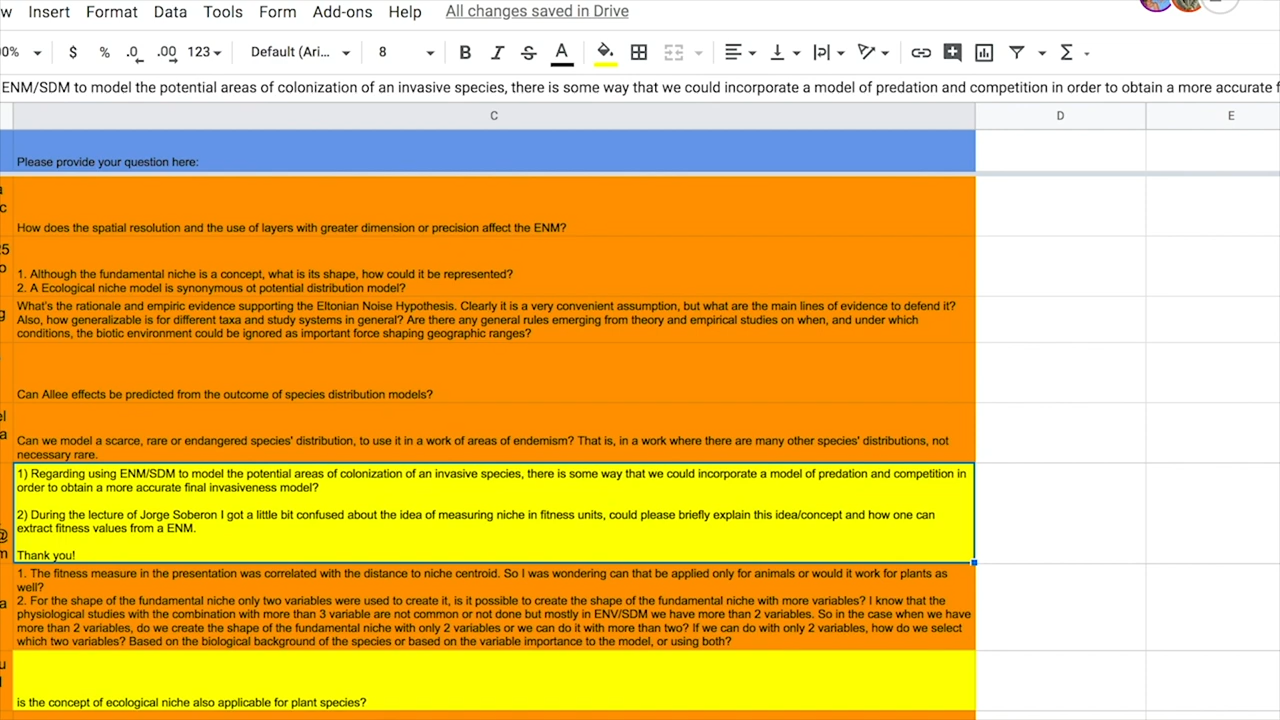 w Insert Format Data Tools Form Add-ons Help All changes saved in Drive
0% $ % .0 .00 123 Default (Ari... 8 B I S A
ENM/SDM to model the potential areas of colonization of an invasive species, there is some way that we could incorporate a model of predation and competition in order to obtain a more accurate f
C D E
Please provide your question here:
a
c
How does the spatial resolution and the use of layers with greater dimension or precision affect the ENM?
25
o
1. Although the fundamental niche is a concept, what is its shape, how could it be represented?
2. A Ecological niche model is synonymous ot potential distribution model?
What's the rationale and empiric evidence supporting the Eltonian Noise Hypothesis. Clearly it is a very convenient assumption, but what are the main lines of evidence to defend it?
g
Also, how generalizable is for different taxa and study systems in general? Are there any general rules emerging from theory and empirical studies on when, and under which
conditions, the biotic environment could be ignored as important force shaping geographic ranges?
Can Allee effects be predicted from the outcome of species distribution models?
el
a
Can we model a scarce, rare or endangered species' distribution, to use it in a work of areas of endemism? That is, in a work where there are many other species' distributions, not
necessary rare.
1) Regarding using ENM/SDM to model the potential areas of colonization of an invasive species, there is some way that we could incorporate a model of predation and competition in
order to obtain a more accurate final invasiveness model?
2) During the lecture of Jorge Soberon I got a little bit confused about the idea of measuring niche in fitness units, could please briefly explain this idea/concept and how one can
extract fitness values from a ENM.
@
m
Thank you!
1. The fitness measure in the presentation was correlated with the distance to niche centroid. So I was wondering can that be applied only for animals or would it work for plants as
well?
a
2. For the shape of the fundamental niche only two variables were used to create it, is it possible to create the shape of the fundamental niche with more variables? I know that the
physiological studies with the combination with more than 3 variable are not common or not done but mostly in ENV/SDM we have more than 2 variables. So in the case when we have
more than 2 variables, do we create the shape of the fundamental niche with only 2 variables or we can do it with more than two? If we can do with only 2 variables, how do we select
which two variables? Based on the biological background of the species or based on the variable importance to the model, or using both?
u
l
is the concept of ecological niche also applicable for plant species?